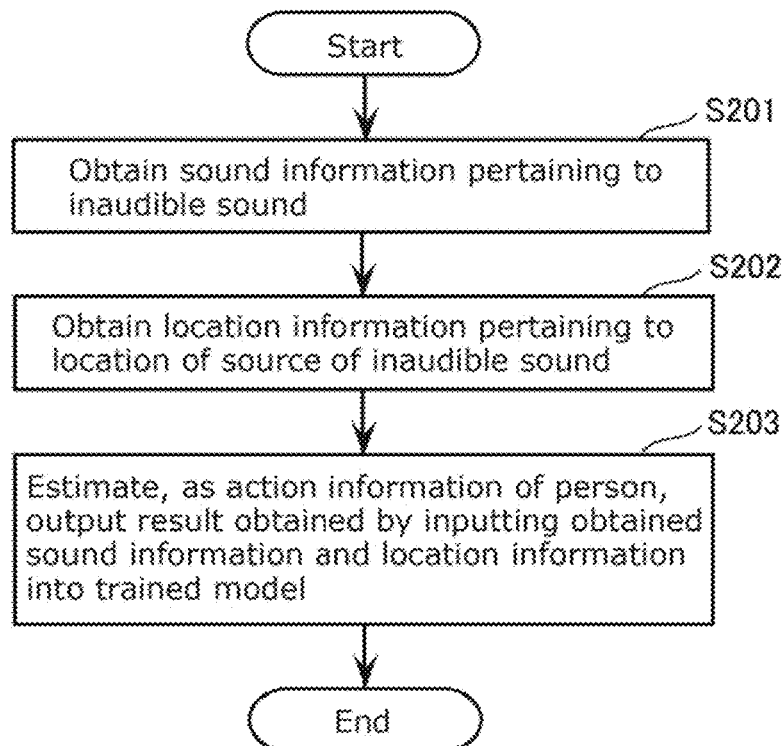 Start
S201
Obtain sound information pertaining to
inaudible sound
S202
Obtain location information pertaining to
location of source of inaudible sound
S203
Estimate, as action information of person,
output result obtained by inputting obtained
sound information and location information
into trained model
End